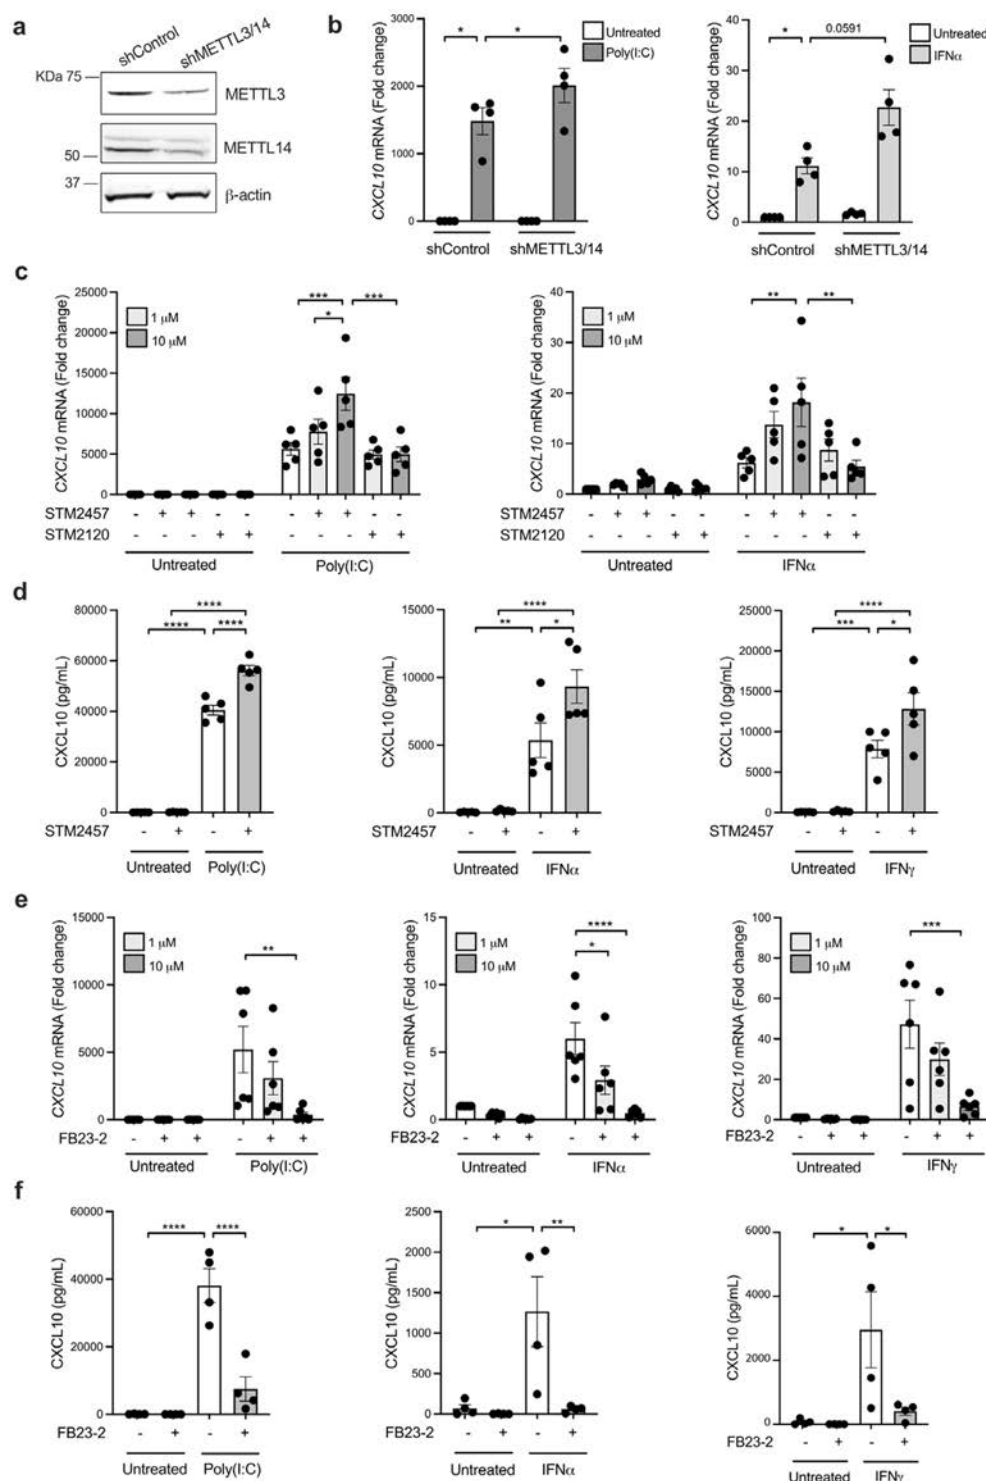 a
shControl
shMETTL3/14
KDa 75
METTL3
50
METTL14
37
β-actin
b
CXCL10 mRNA (Fold change)
3000
2000
1000
0
* *
Untreated
Poly(I:C)
shControl shMETTL3/14
CXCL10 mRNA (Fold change)
40
30
20
10
0
* 0.0591
Untreated
IFNα
shControl shMETTL3/14
c
CXCL10 mRNA (Fold change)
25000
20000
15000
10000
5000
0
1 μM
10 μM
*** ***
*
STM2457 - + + - - - + + - -
STM2120 - - - + + - - - + +
Untreated Poly(I:C)
CXCL10 mRNA (Fold change)
40
30
20
10
0
1 μM
10 μM
** **
STM2457 - + + - - - + + - -
STM2120 - - - + + - - - + +
Untreated IFNα
d
CXCL10 (pg/mL)
80000
60000
40000
20000
0
****
**** ****
STM2457 - + - +
Untreated Poly(I:C)
CXCL10 (pg/mL)
15000
10000
5000
0
****
** *
STM2457 - + - +
Untreated IFNα
CXCL10 (pg/mL)
25000
20000
15000
10000
5000
0
****
*** *
STM2457 - + - +
Untreated IFNγ
e
CXCL10 mRNA (Fold change)
15000
10000
5000
0
1 μM
10 μM
**
FB23-2 - + + - + +
Untreated Poly(I:C)
CXCL10 mRNA (Fold change)
15
10
5
0
1 μM
10 μM
****
*
FB23-2 - + + - + +
Untreated IFNα
CXCL10 mRNA (Fold change)
100
80
60
40
20
0
1 μM
10 μM
***
FB23-2 - + + - + +
Untreated IFNγ
f
CXCL10 (pg/mL)
60000
40000
20000
0
**** ****
FB23-2 - + - +
Untreated Poly(I:C)
CXCL10 (pg/mL)
2500
2000
1500
1000
500
0
* **
FB23-2 - + - +
Untreated IFNα
CXCL10 (pg/mL)
6000
4000
2000
0
* *
FB23-2 - + - +
Untreated IFNγ